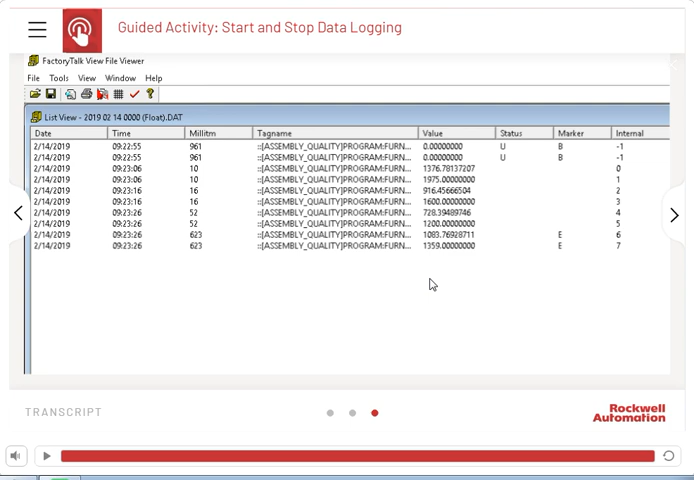 Guided Activity: Start and Stop Data Logging
FactoryTalk View File Viewer
File Tools View Window Help
List View - 2019 02 14 0000 (Float).DAT
Date Time Millitm Tagname Value Status Marker Internal
2/14/2019 09:22:55 961 ::[ASSEMBLY_QUALITY]PROGRAM:FURN... 0.00000000 U B -1
2/14/2019 09:22:55 961 ::[ASSEMBLY_QUALITY]PROGRAM:FURN... 0.00000000 U B -1
2/14/2019 09:23:06 10 ::[ASSEMBLY_QUALITY]PROGRAM:FURN... 1376.78137207 0
2/14/2019 09:23:06 10 ::[ASSEMBLY_QUALITY]PROGRAM:FURN... 1975.00000000 1
2/14/2019 09:23:16 16 ::[ASSEMBLY_QUALITY]PROGRAM:FURN... 916.45666504 2
2/14/2019 09:23:16 16 ::[ASSEMBLY_QUALITY]PROGRAM:FURN... 1600.00000000 3
2/14/2019 09:23:26 52 ::[ASSEMBLY_QUALITY]PROGRAM:FURN... 728.39489746 4
2/14/2019 09:23:26 52 ::[ASSEMBLY_QUALITY]PROGRAM:FURN... 1200.00000000 5
2/14/2019 09:23:26 623 ::[ASSEMBLY_QUALITY]PROGRAM:FURN... 1083.76928711 E 6
2/14/2019 09:23:26 623 ::[ASSEMBLY_QUALITY]PROGRAM:FURN... 1359.00000000 E 7
TRANSCRIPT
Rockwell
Automation